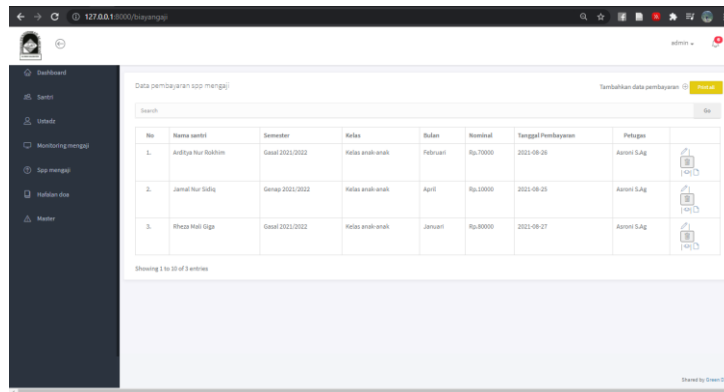 127.0.0.1:8000/biayangaji
admin
Dashboard
Santri
Ustadz
Monitoring mengaji
Spp mengaji
Hafalan doa
Master
Data pembayaran spp mengaji
Tambahkan data pembayaran
Search
Go
No Nama santri Semester Kelas Bulan Nominal Tanggal Pembayaran Petugas
1. Arditya Nur Rokhim Gasal 2021/2022 Kelas anak-anak Februari Rp.70000 2021-08-26 Asroni S.Ag
2. Jamal Nur Sidiq Genap 2021/2022 Kelas anak-anak April Rp.10000 2021-08-25 Asroni S.Ag
3. Rheza Mali Giga Gasal 2021/2022 Kelas anak-anak Januari Rp.80000 2021-08-27 Asroni S.Ag
Showing 1 to 10 of 3 entries
Shared by Green